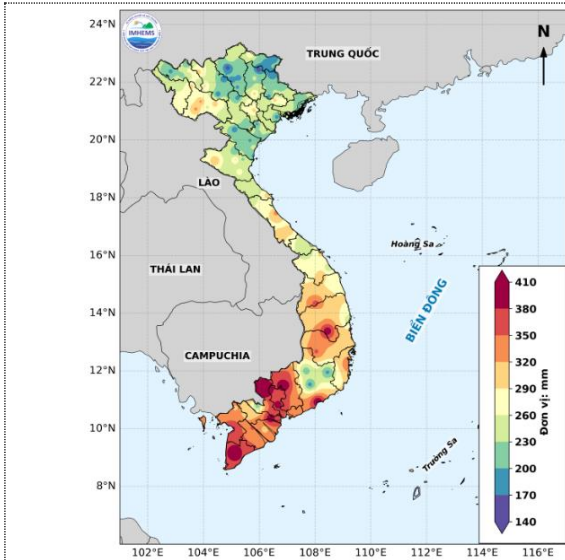 24°N
IMHEMS
TRUNG QUỐC
N
22°N
20°N
LÀO
18°N
Hoàng Sa
16°N
THÁI LAN
BIỂN ĐÔNG
14°N
CAMPUCHIA
12°N
10°N
Trường Sa
8°N
410
380
350
320
290
260
230
200
170
140
Đơn vị: mm
102°E
104°E
106°E
108°E
110°E
112°E
114°E
116°E